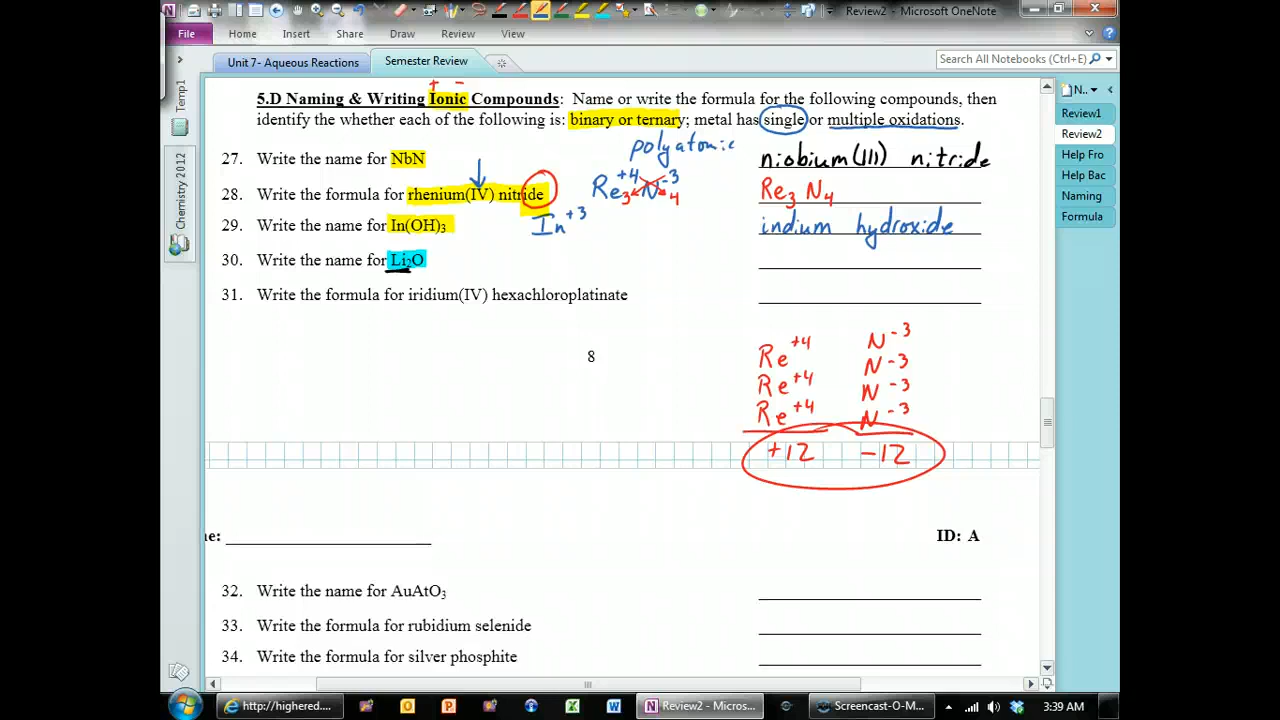 Review2 - Microsoft OneNote
File Home Insert Share Draw Review View
Unit 7- Aqueous Reactions Semester Review Search All Notebooks (Ctrl+E)
Temp1
Chemistry 2012
N..
Review1
Review2
Help Fro
Help Bac
Naming
Formula
+ −
5.D Naming & Writing Ionic Compounds: Name or write the formula for the following compounds, then
identify the whether each of the following is: binary or ternary; metal has single or multiple oxidations.
polyatomic
27. Write the name for NbN niobium(III) nitride
28. Write the formula for rhenium(IV) nitride Re+4 3 N-3 4 Re3 N4
In+3
29. Write the name for In(OH)3 indium hydroxide
30. Write the name for Li2O
31. Write the formula for iridium(IV) hexachloroplatinate
8
Re+4 N-3
Re+4 N-3
Re+4 N-3
N-3
+12 -12
ne: ID: A
32. Write the name for AuAtO3
33. Write the formula for rubidium selenide
34. Write the formula for silver phosphite
http://highered.... Review2 - Micros... Screencast-O-M... 3:39 AM